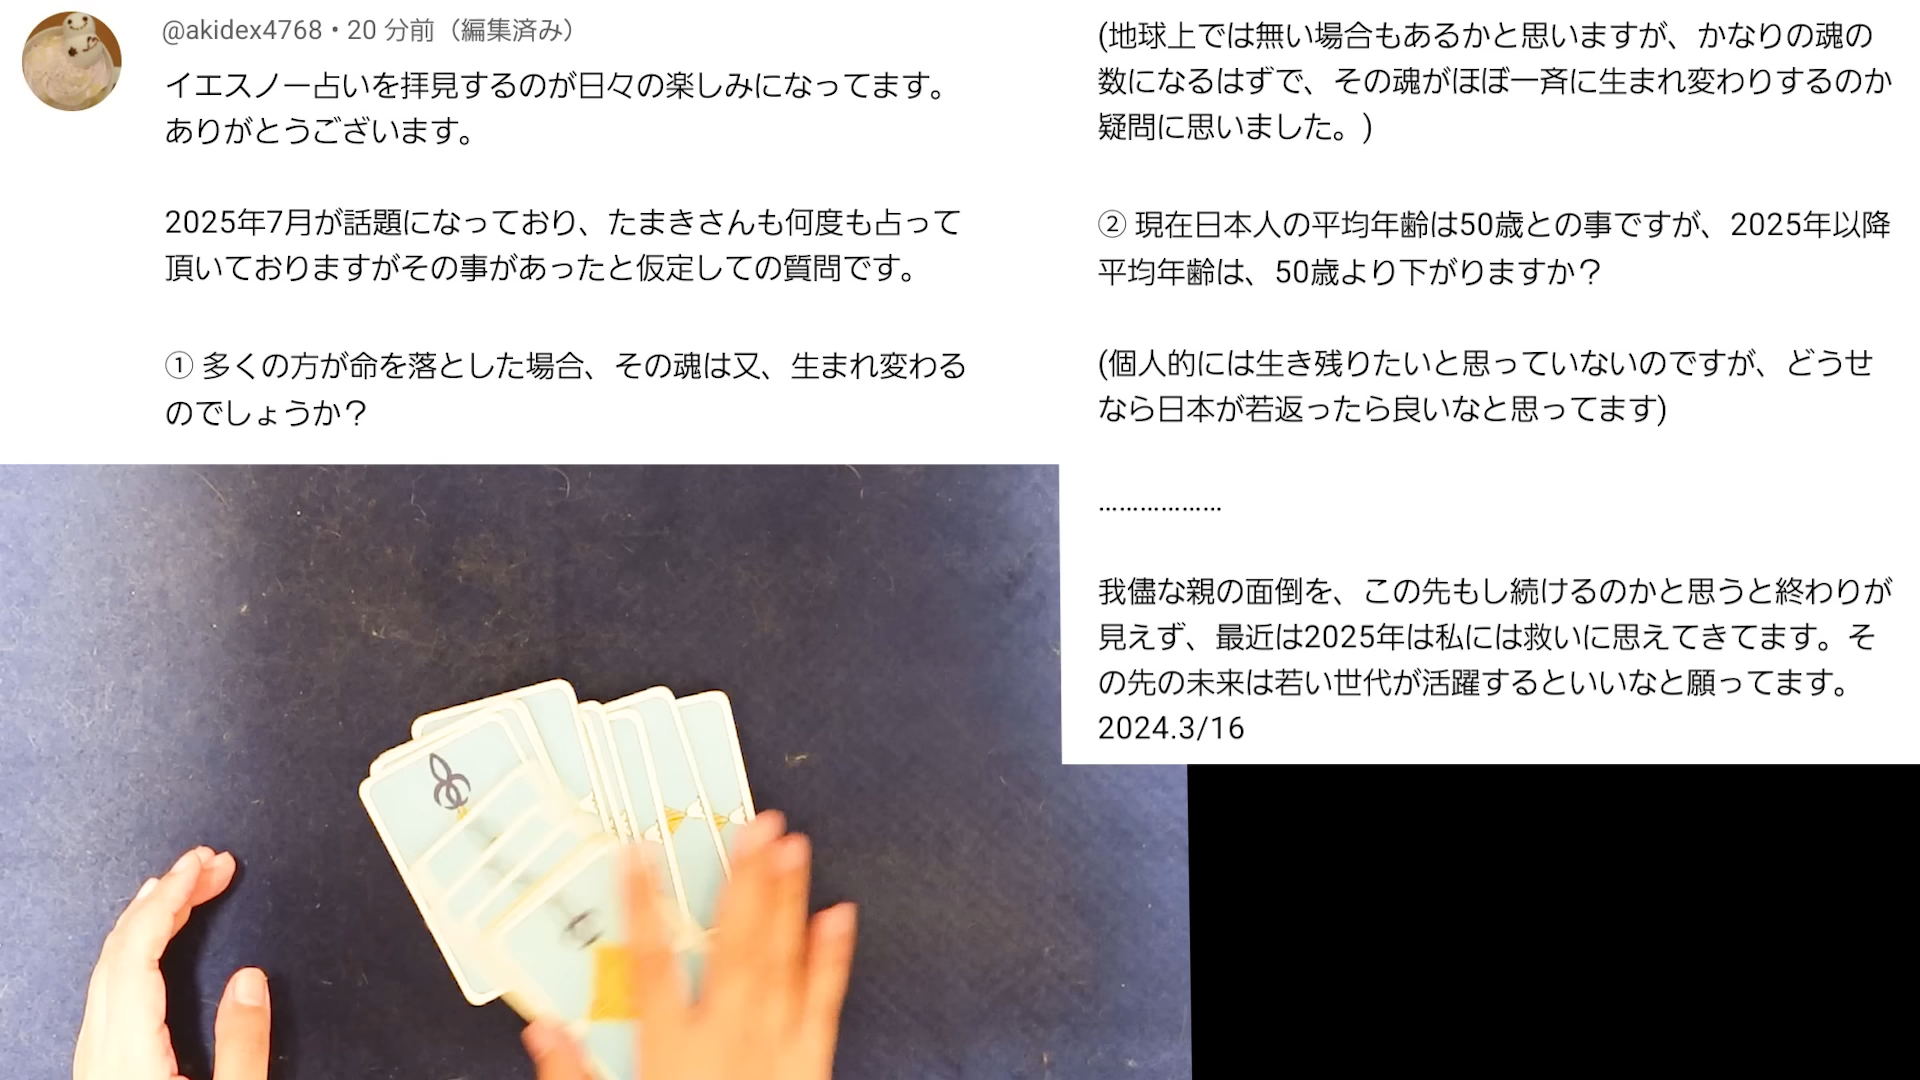 @akidex4768・20 分前（編集済み）
イエスノー占いを拝見するのが日々の楽しみになってます。
ありがとうございます。
2025年7月が話題になっており、たまきさんも何度も占って
頂いておりますがその事があったと仮定しての質問です。
① 多くの方が命を落とした場合、その魂は又、生まれ変わる
のでしょうか？
(地球上では無い場合もあるかと思いますが、かなりの魂の
数になるはずで、その魂がほぼ一斉に生まれ変わりするのか
疑問に思いました。)
② 現在日本人の平均年齢は50歳との事ですが、2025年以降
平均年齢は、50歳より下がりますか？
(個人的には生き残りたいと思っていないのですが、どうせ
なら日本が若返ったら良いなと思ってます)
………………
我儘な親の面倒を、この先もし続けるのかと思うと終わりが
見えず、最近は2025年は私には救いに思えてきてます。そ
の先の未来は若い世代が活躍するといいなと願ってます。
2024.3/16